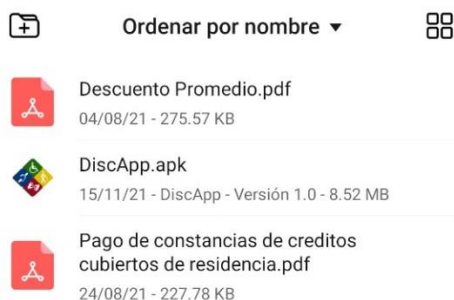 Ordenar por nombre ▼
Descuento Promedio.pdf
04/08/21 - 275.57 KB
DiscApp.apk
15/11/21 - DiscApp - Versión 1.0 - 8.52 MB
Pago de constancias de creditos
cubiertos de residencia.pdf
24/08/21 - 227.78 KB